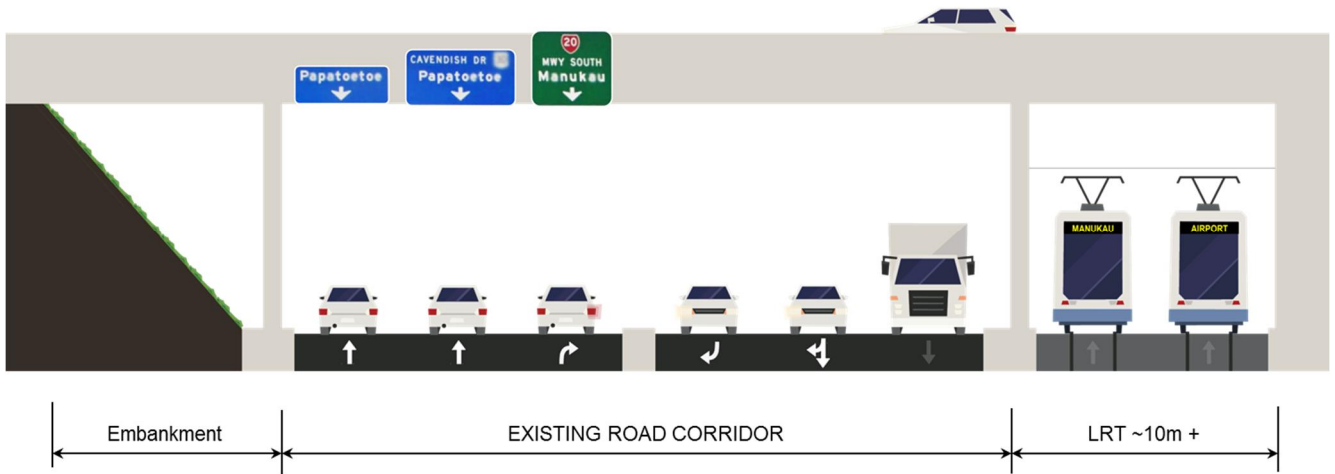 Papatoetoe
CAVENDISH DR
Papatoetoe
20
MWY SOUTH
Manukau
MANUKAU
AIRPORT
Embankment
EXISTING ROAD CORRIDOR
LRT ~10m +